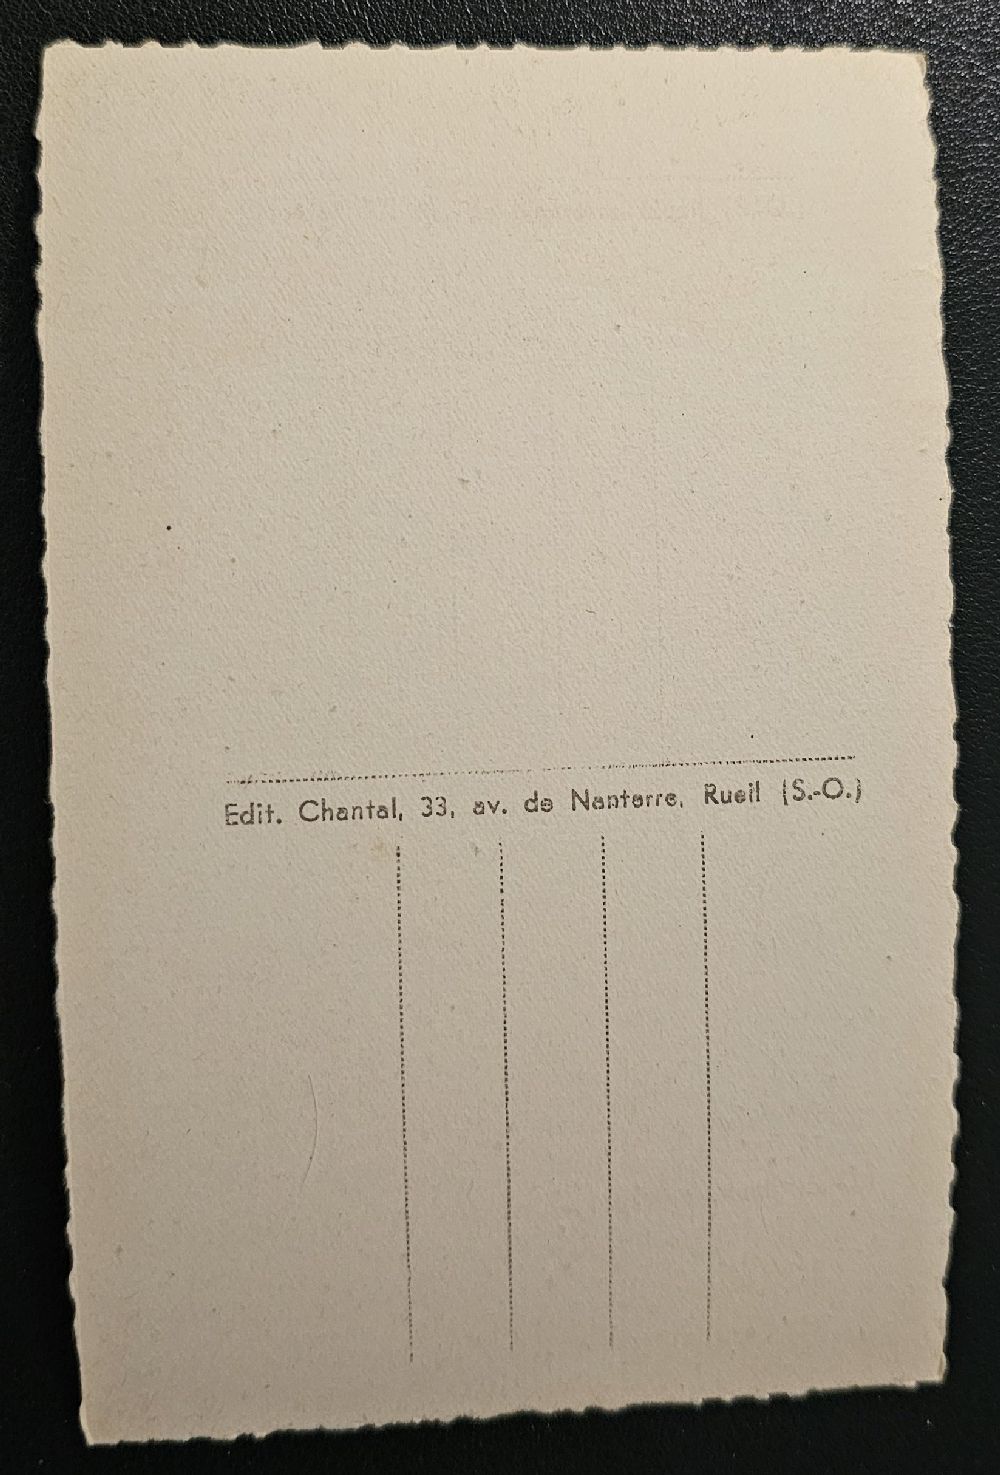 Edit. Chantal, 33, av. de Nanterre, Rueil (S.-O.)